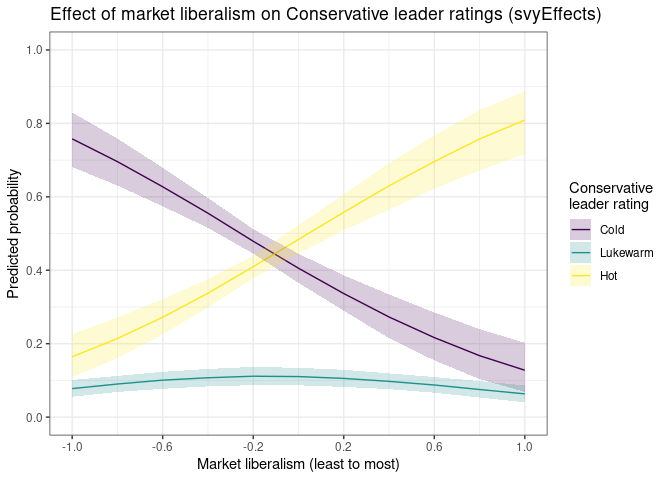 Effect of market liberalism on Conservative leader ratings (svyEffects)
1.0
0.8
0.6
0.4
0.2
0.0
Predicted probability
-1.0 -0.6 -0.2 0.2 0.6 1.0
Market liberalism (least to most)
Conservative
leader rating
Cold
Lukewarm
Hot